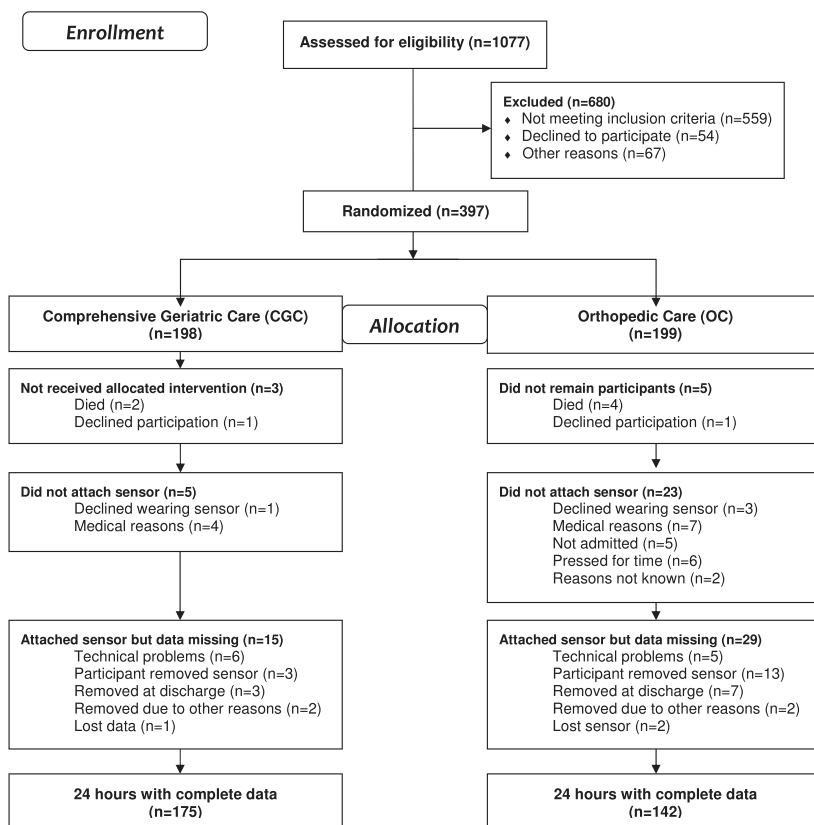 Enrollment
Assessed for eligibility (n=1077)
Excluded (n=680)
♦ Not meeting inclusion criteria (n=559)
♦ Declined to participate (n=54)
♦ Other reasons (n=67)
Randomized (n=397)
Comprehensive Geriatric Care (CGC)
(n=198)
Allocation
Orthopedic Care (OC)
(n=199)
Not received allocated intervention (n=3)
Died (n=2)
Declined participation (n=1)
Did not remain participants (n=5)
Died (n=4)
Declined participation (n=1)
Did not attach sensor (n=5)
Declined wearing sensor (n=1)
Medical reasons (n=4)
Did not attach sensor (n=23)
Declined wearing sensor (n=3)
Medical reasons (n=7)
Not admitted (n=5)
Pressed for time (n=6)
Reasons not known (n=2)
Attached sensor but data missing (n=15)
Technical problems (n=6)
Participant removed sensor (n=3)
Removed at discharge (n=3)
Removed due to other reasons (n=2)
Lost data (n=1)
Attached sensor but data missing (n=29)
Technical problems (n=5)
Participant removed sensor (n=13)
Removed at discharge (n=7)
Removed due to other reasons (n=2)
Lost sensor (n=2)
24 hours with complete data
(n=175)
24 hours with complete data
(n=142)